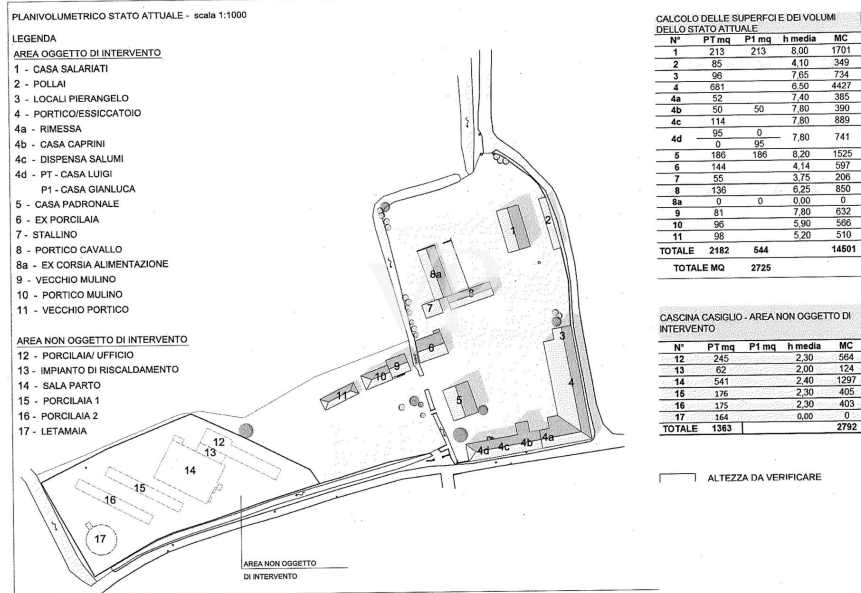 PLANIVOLUMETRICO STATO ATTUALE - scala 1:1000
LEGENDA
AREA OGGETTO DI INTERVENTO
1 - CASA SALARIATI
2 - POLLAI
3 - LOCALI PIERANGELO
4 - PORTICO/ESSICCATOIO
4a - RIMESSA
4b - CASA CAPRINI
4c - DISPENSA SALUMI
4d - PT - CASA LUIGI
P1 - CASA GIANLUCA
5 - CASA PADRONALE
6 - EX PORCILAIA
7 - STALLINO
8 - PORTICO CAVALLO
8a - EX CORSIA ALIMENTAZIONE
9 - VECCHIO MULINO
10 - PORTICO MULINO
11 - VECCHIO PORTICO
AREA NON OGGETTO DI INTERVENTO
12 - PORCILAIA/ UFFICIO
13 - IMPIANTO DI RISCALDAMENTO
14 - SALA PARTO
15 - PORCILAIA 1
16 - PORCILAIA 2
17 - LETAMAIA
1
2
8a
8
7
3
6
9
10
11
4
5
4a
4b
4c
4d
12
13
14
15
16
17
AREA NON OGGETTO
DI INTERVENTO
CALCOLO DELLE SUPERFCI E DEI VOLUMI
DELLO STATO ATTUALE
N° PT mq P1 mq h media MC
1 213 213 8,00 1701
2 85 4,10 349
3 96 7,65 734
4 681 6,50 4427
4a 52 7,40 385
4b 50 50 7,80 390
4c 114 7,80 889
4d 95 0 7,80 741
0 95
5 186 186 8,20 1525
6 144 4,14 597
7 55 3,75 206
8 136 6,25 850
8a 0 0 0,00 0
9 81 7,80 632
10 96 5,90 566
11 98 5,20 510
TOTALE 2182 544 14501
TOTALE MQ 2725
CASCINA CASIGLIO - AREA NON OGGETTO DI
INTERVENTO
N° PT mq P1 mq h media MC
12 245 2,30 564
13 62 2,00 124
14 541 2,40 1297
15 176 2,30 405
16 175 2,30 403
17 164 0,00 0
TOTALE 1363 2792
ALTEZZA DA VERIFICARE